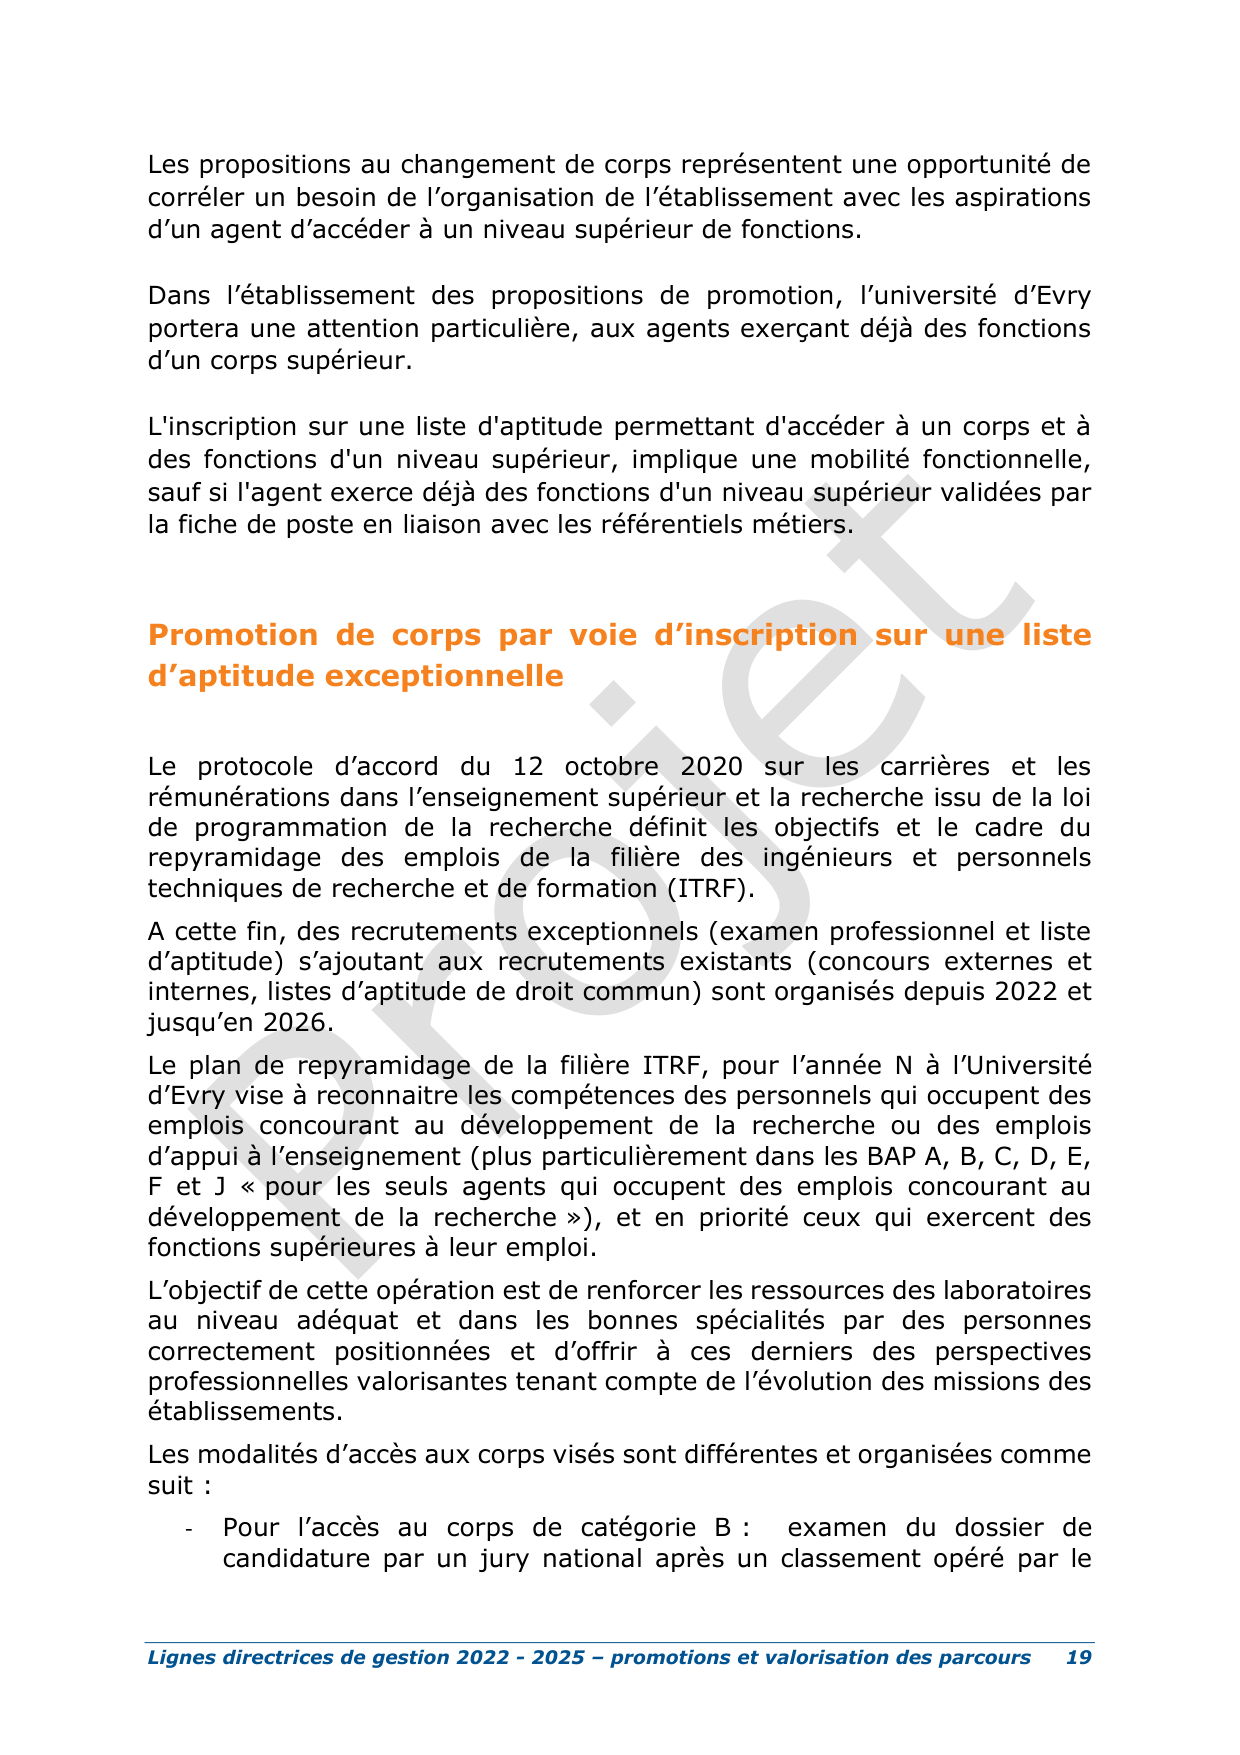 Les propositions au changement de corps représentent une opportunité de
corréler un besoin de l’organisation de l’établissement avec les aspirations
d’un agent d’accéder à un niveau supérieur de fonctions.
Dans l’établissement des propositions de promotion, l’université d’Evry
portera une attention particulière, aux agents exerçant déjà des fonctions
d’un corps supérieur.
L'inscription sur une liste d'aptitude permettant d'accéder à un corps et à
des fonctions d'un niveau supérieur, implique une mobilité fonctionnelle,
sauf si l'agent exerce déjà des fonctions d'un niveau supérieur validées par
la fiche de poste en liaison avec les référentiels métiers.
Promotion de corps par voie d’inscription sur une liste
d’aptitude exceptionnelle
Le protocole d’accord du 12 octobre 2020 sur les carrières et les
rémunérations dans l’enseignement supérieur et la recherche issu de la loi
de programmation de la recherche définit les objectifs et le cadre du
repyramidage des emplois de la filière des ingénieurs et personnels
techniques de recherche et de formation (ITRF).
A cette fin, des recrutements exceptionnels (examen professionnel et liste
d’aptitude) s’ajoutant aux recrutements existants (concours externes et
internes, listes d’aptitude de droit commun) sont organisés depuis 2022 et
jusqu’en 2026.
Le plan de repyramidage de la filière ITRF, pour l’année N à l’Université
d’Evry vise à reconnaitre les compétences des personnels qui occupent des
emplois concourant au développement de la recherche ou des emplois
d’appui à l’enseignement (plus particulièrement dans les BAP A, B, C, D, E,
F et J « pour les seuls agents qui occupent des emplois concourant au
développement de la recherche »), et en priorité ceux qui exercent des
fonctions supérieures à leur emploi.
L’objectif de cette opération est de renforcer les ressources des laboratoires
au niveau adéquat et dans les bonnes spécialités par des personnes
correctement positionnées et d’offrir à ces derniers des perspectives
professionnelles valorisantes tenant compte de l’évolution des missions des
établissements.
Les modalités d’accès aux corps visés sont différentes et organisées comme
suit :
- Pour l’accès au corps de catégorie B : examen du dossier de
candidature par un jury national après un classement opéré par le
Lignes directrices de gestion 2022 - 2025 – promotions et valorisation des parcours 19
Projet